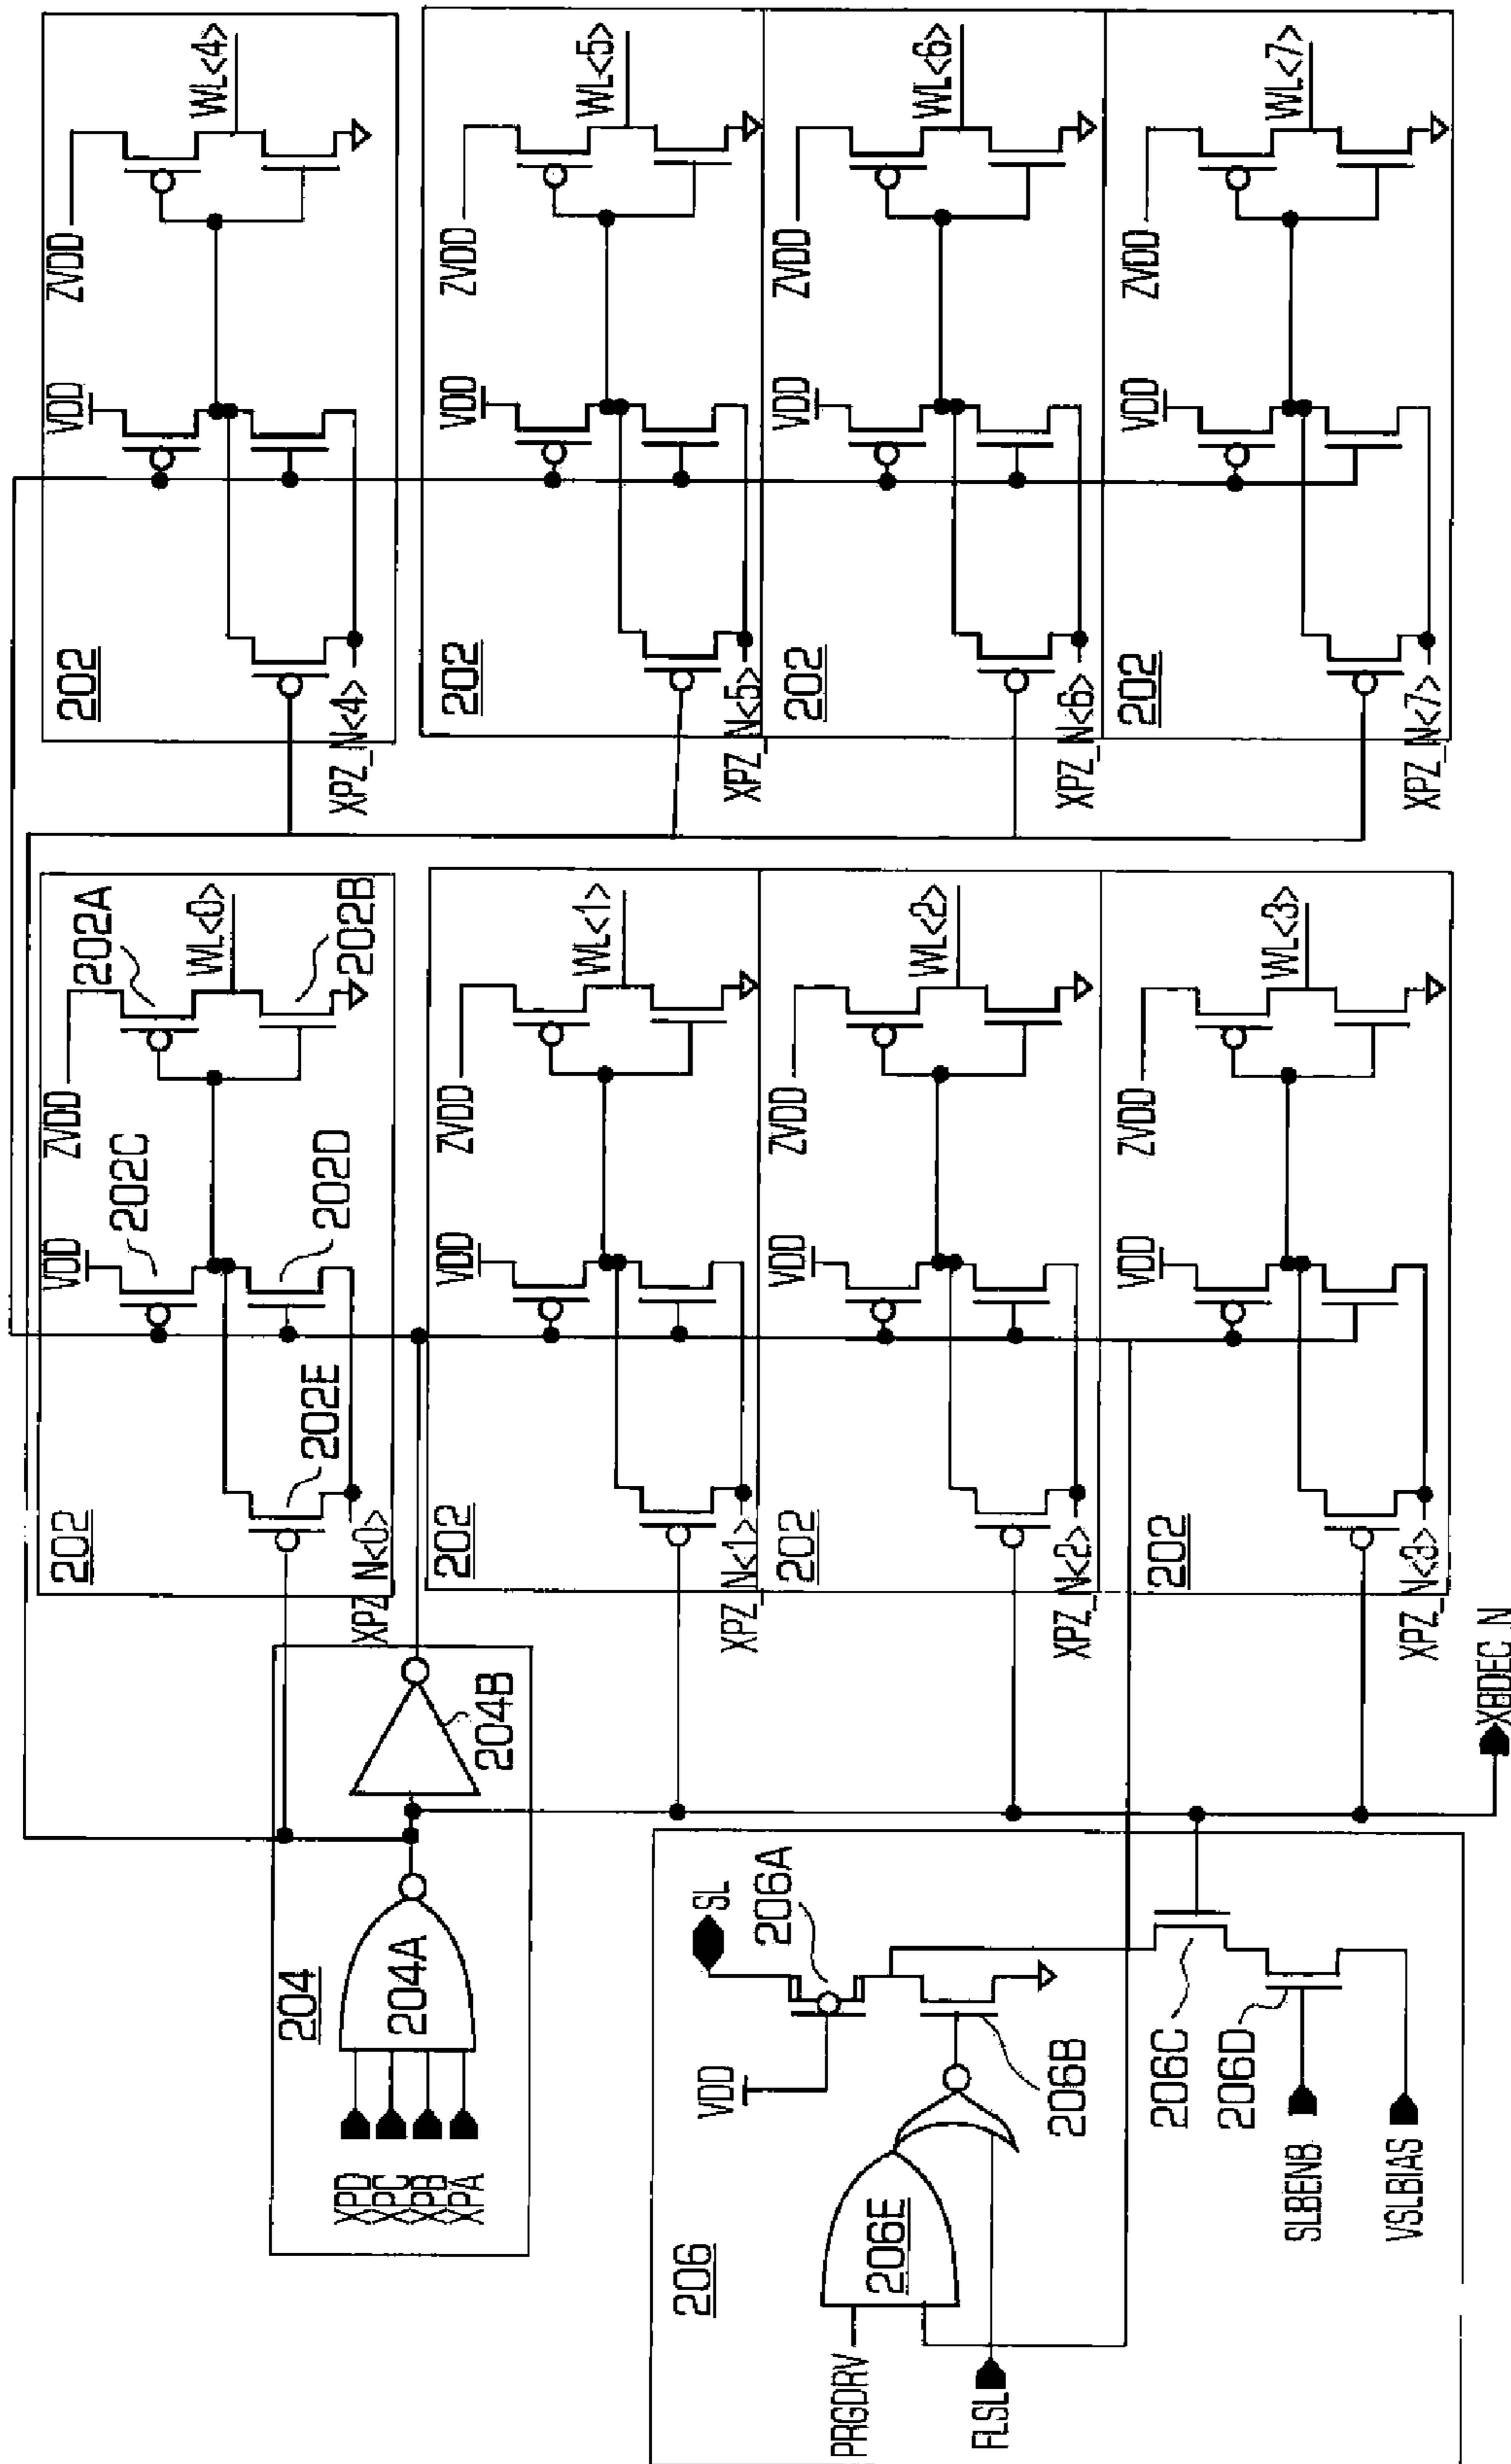 202
ZVDD
VDD
202A
WL<0>
202B
202C
202D
202E
XPZ_N<0>
202
ZVDD
VDD
WL<1>
XPZ_N<1>
202
ZVDD
VDD
WL<2>
XPZ_N<2>
202
ZVDD
VDD
WL<3>
XPZ_N<3>
202
ZVDD
VDD
WL<4>
XPZ_N<4>
202
ZVDD
VDD
WL<5>
XPZ_N<5>
202
ZVDD
VDD
WL<6>
XPZ_N<6>
202
ZVDD
VDD
WL<7>
XPZ_N<7>
204
204A
204B
XPD
XPC
XPB
XPA
206
SL
206A
VDD
206B
206E
PRGDRV
FLSL
206C
206D
SLBENB
VSLBIAS